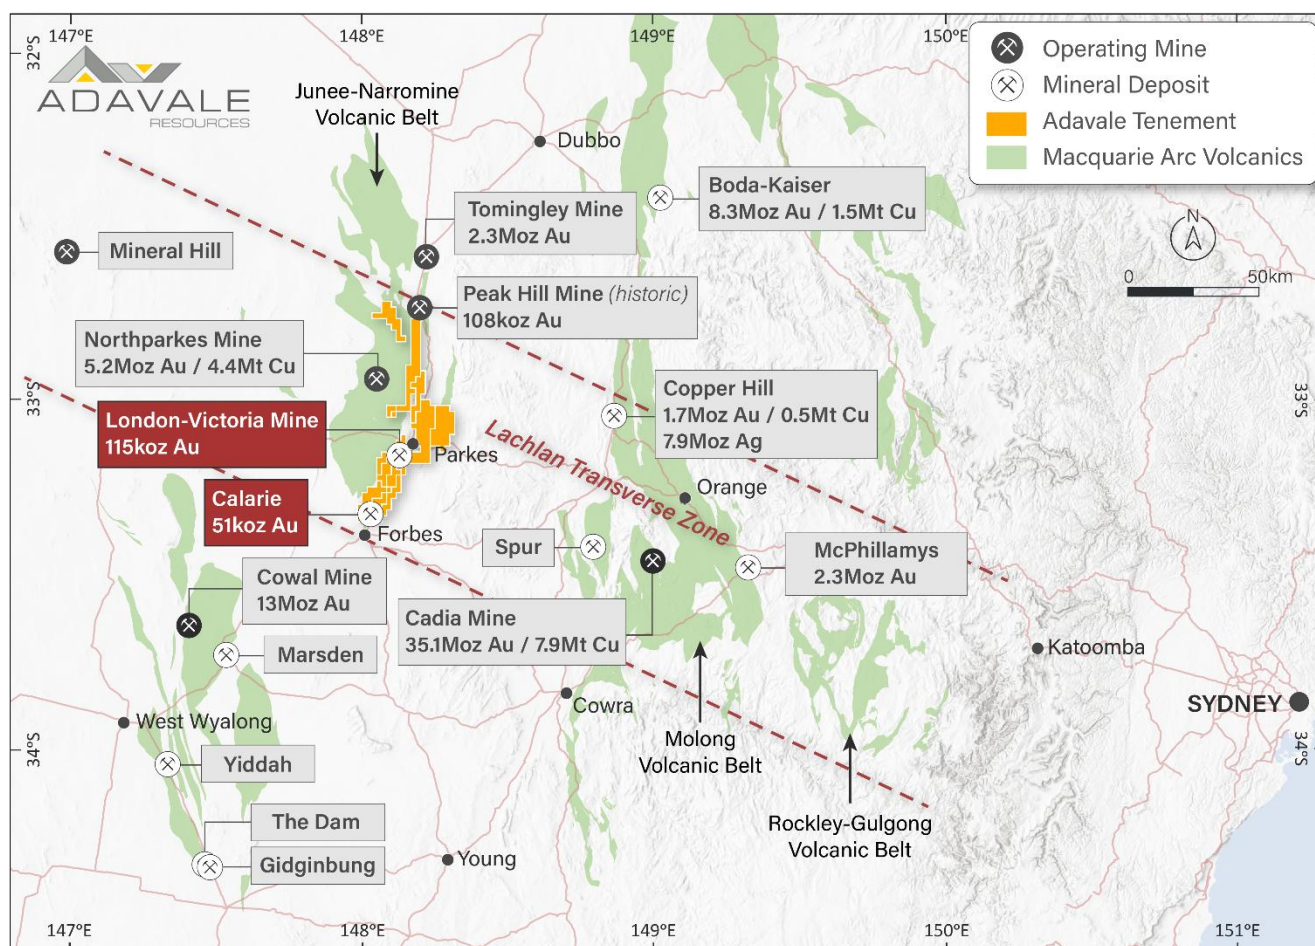 147°E
148°E
149°E
150°E
32°S
ADAVALE
RESOURCES
Operating Mine
Mineral Deposit
Adavale Tenement
Macquarie Arc Volcanics
Junee-Narromine
Volcanic Belt
Dubbo
Boda-Kaiser
8.3Moz Au / 1.5Mt Cu
Tomingley Mine
2.3Moz Au
N
Mineral Hill
0
50km
Peak Hill Mine (historic)
108koz Au
Northparkes Mine
5.2Moz Au / 4.4Mt Cu
33°S
33°S
Copper Hill
1.7Moz Au / 0.5Mt Cu
7.9Moz Ag
London-Victoria Mine
115koz Au
Parkes
Lachlan Transverse Zone
Orange
Calarie
51koz Au
Forbes
Spur
McPhillamys
2.3Moz Au
Cowal Mine
13Moz Au
Cadia Mine
35.1Moz Au / 7.9Mt Cu
Marsden
Katoomba
Cowra
SYDNEY
West Wyalong
Molong
Volcanic Belt
34°S
34°S
Yiddah
The Dam
Rockley-Gulgong
Volcanic Belt
Gidginbung
Young
147°E
148°E
149°E
150°E
151°E